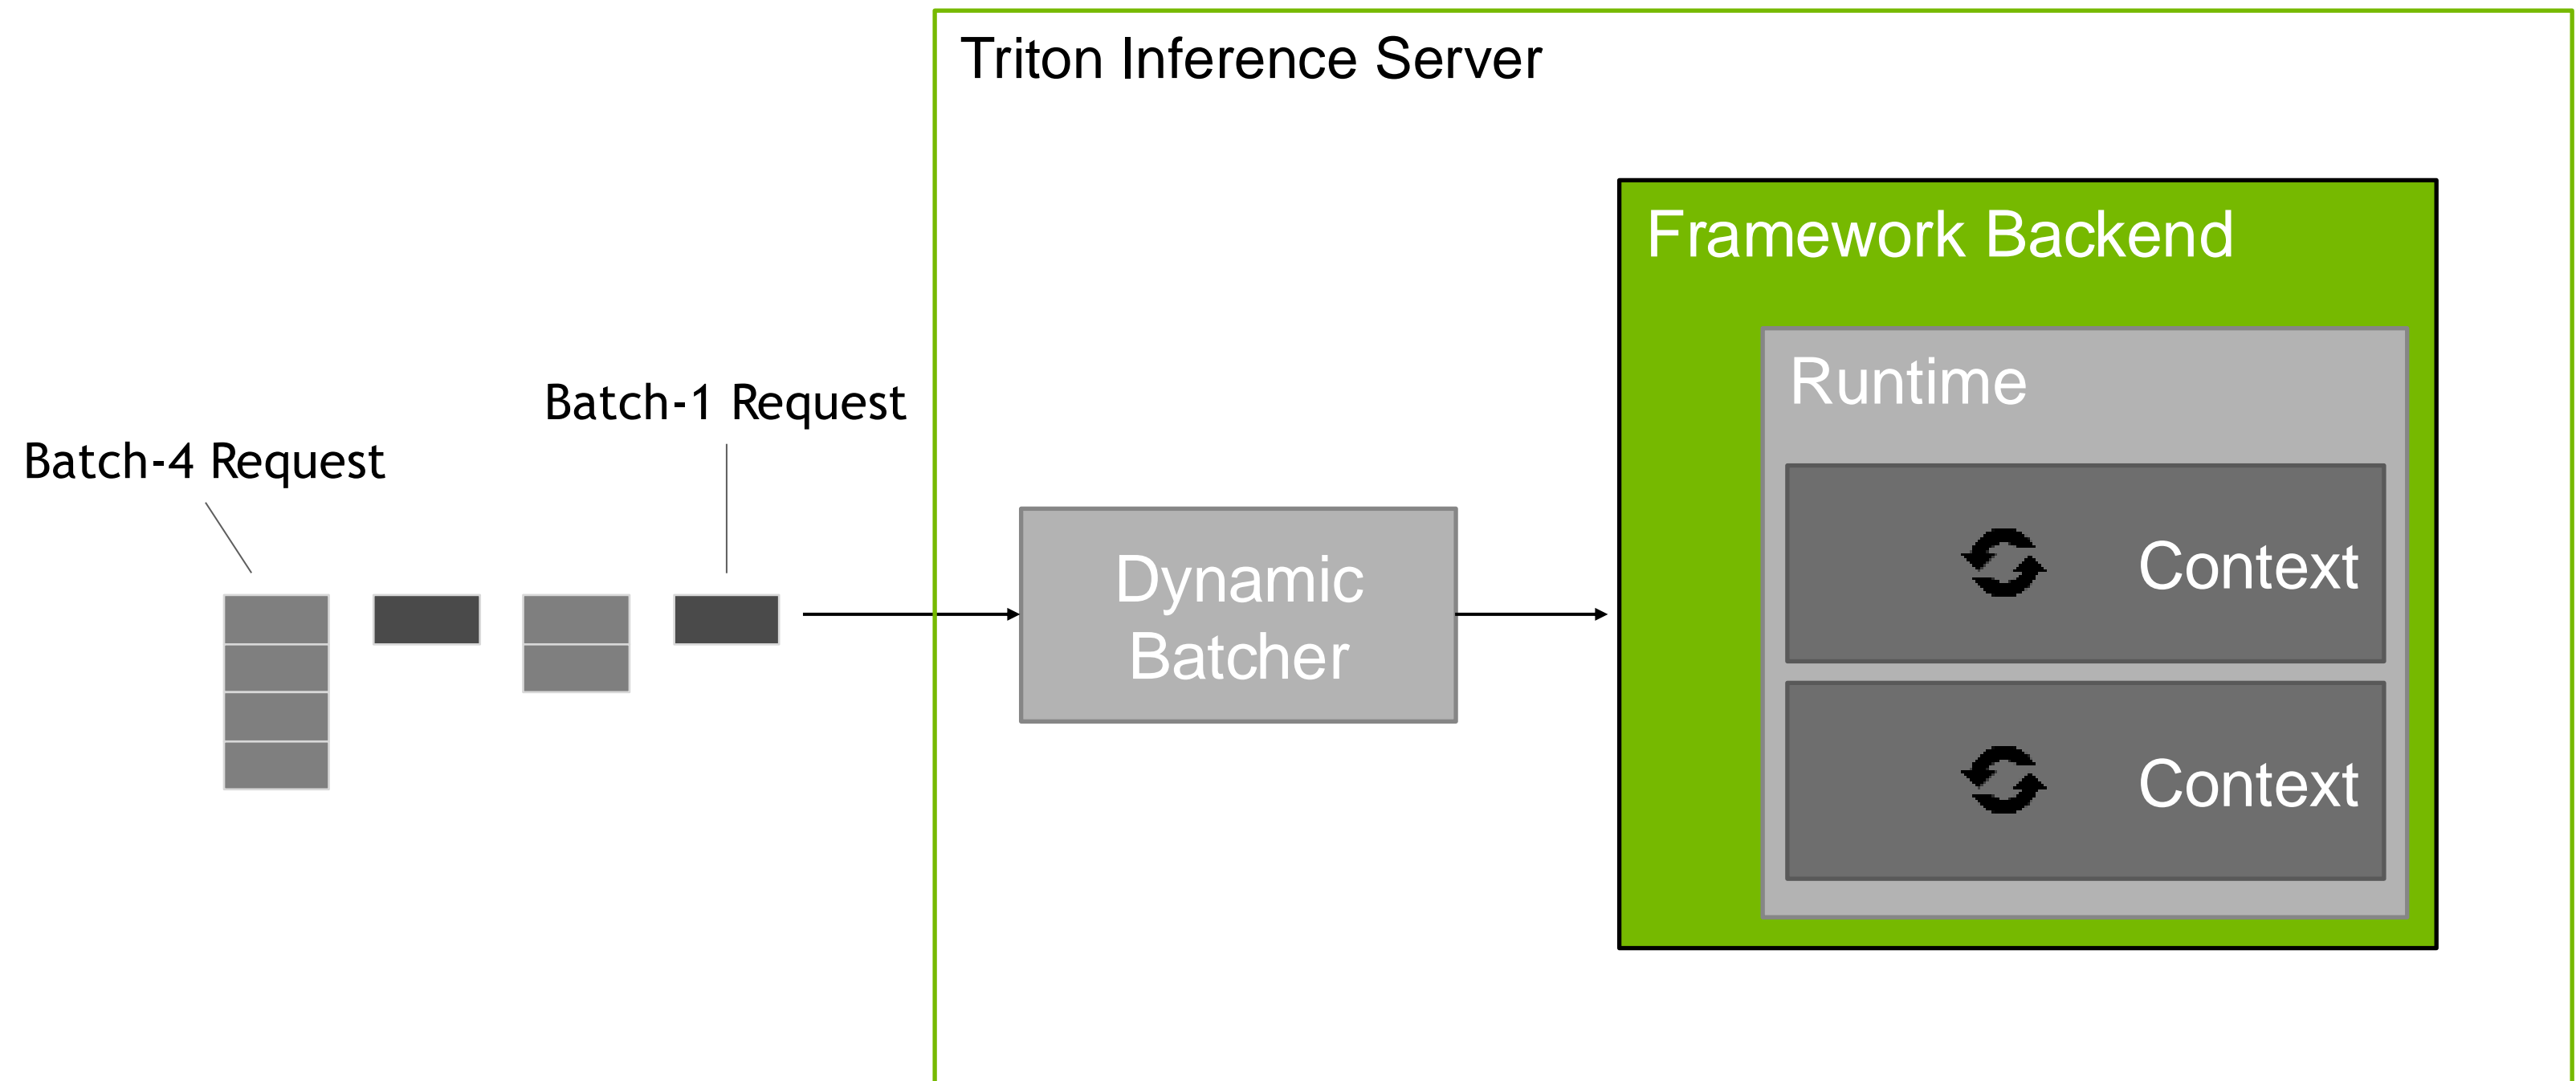 Triton Inference Server
Framework Backend
Runtime
Batch-1 Request
Batch-4 Request
Dynamic
Batcher
Context
Context